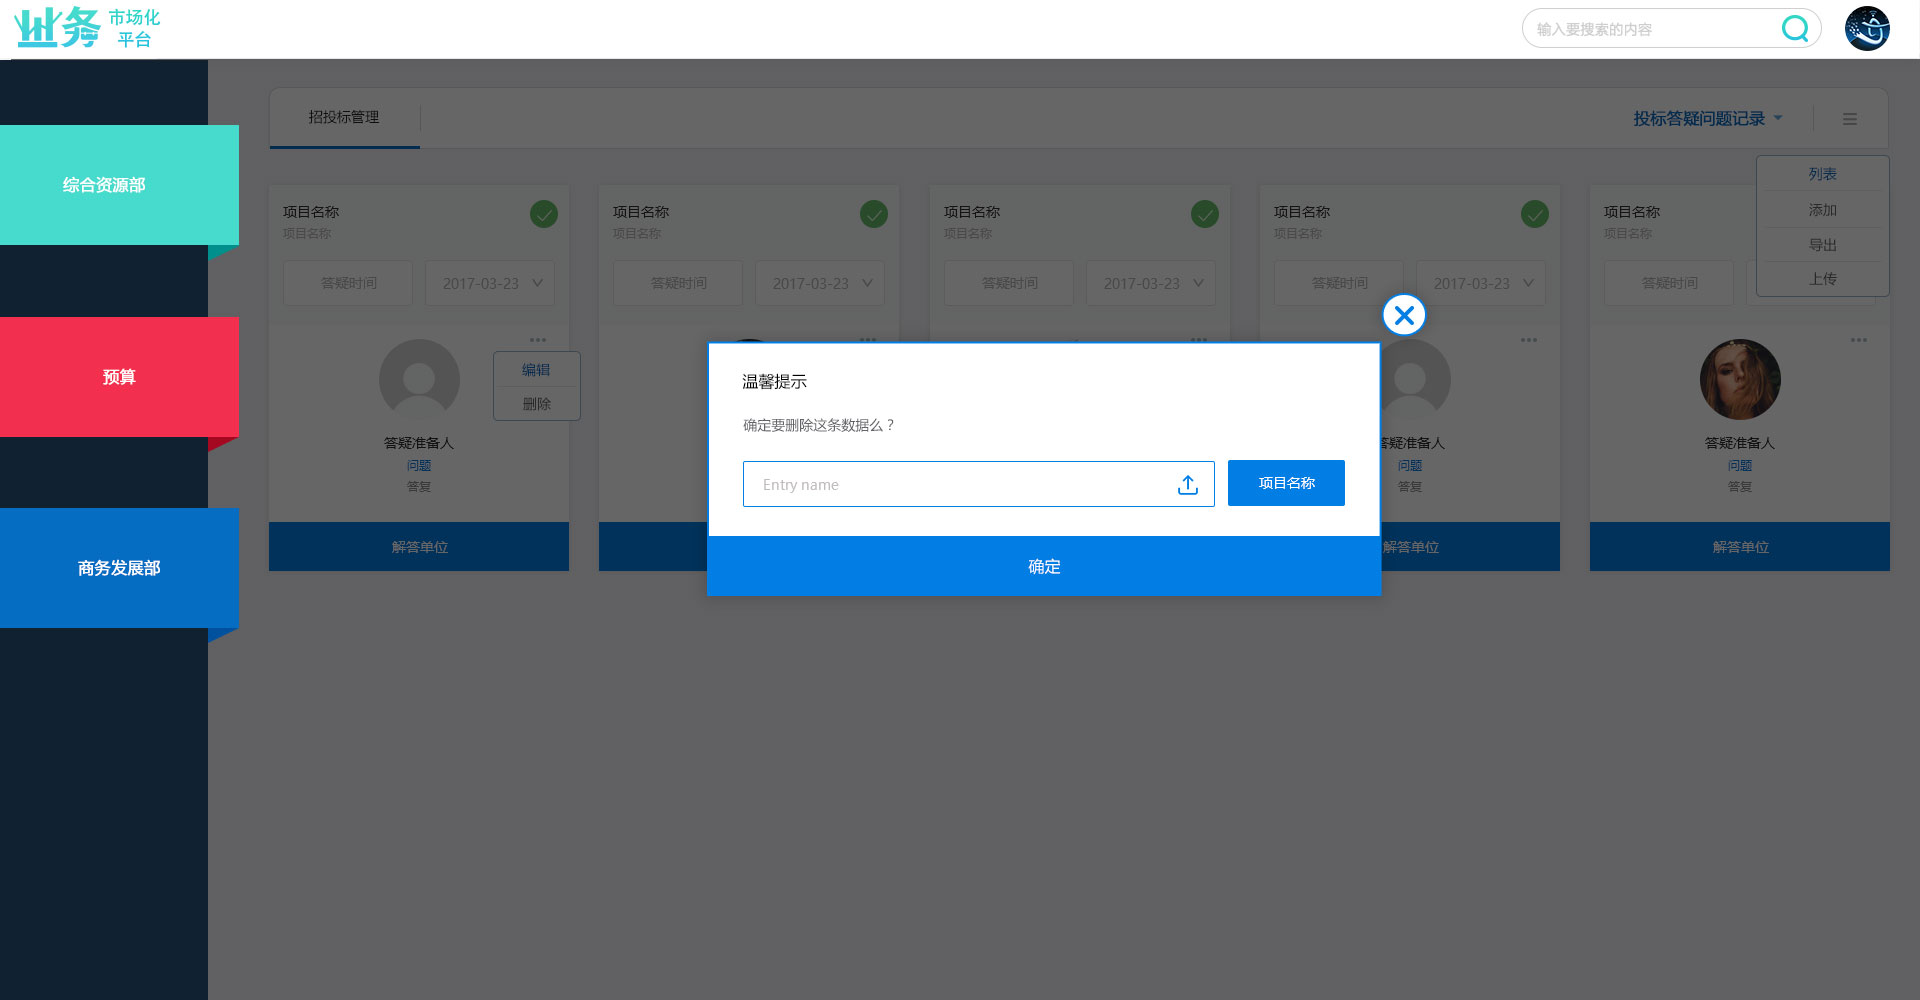 业务 市场化
平台
输入要搜索的内容
招投标管理
投标答疑问题记录
列表
添加
导出
上传
综合资源部
预算
商务发展部
项目名称
项目名称
答疑时间 2017-03-23
编辑
删除
答疑准备人
问题
答复
解答单位
项目名称
项目名称
答疑时间 2017-03-23
项目名称
项目名称
答疑时间 2017-03-23
项目名称
项目名称
答疑时间 2017-03-23
答疑准备人
问题
答复
解答单位
项目名称
项目名称
答疑时间
答疑准备人
问题
答复
解答单位
温馨提示
确定要删除这条数据么？
Entry name
项目名称
确定